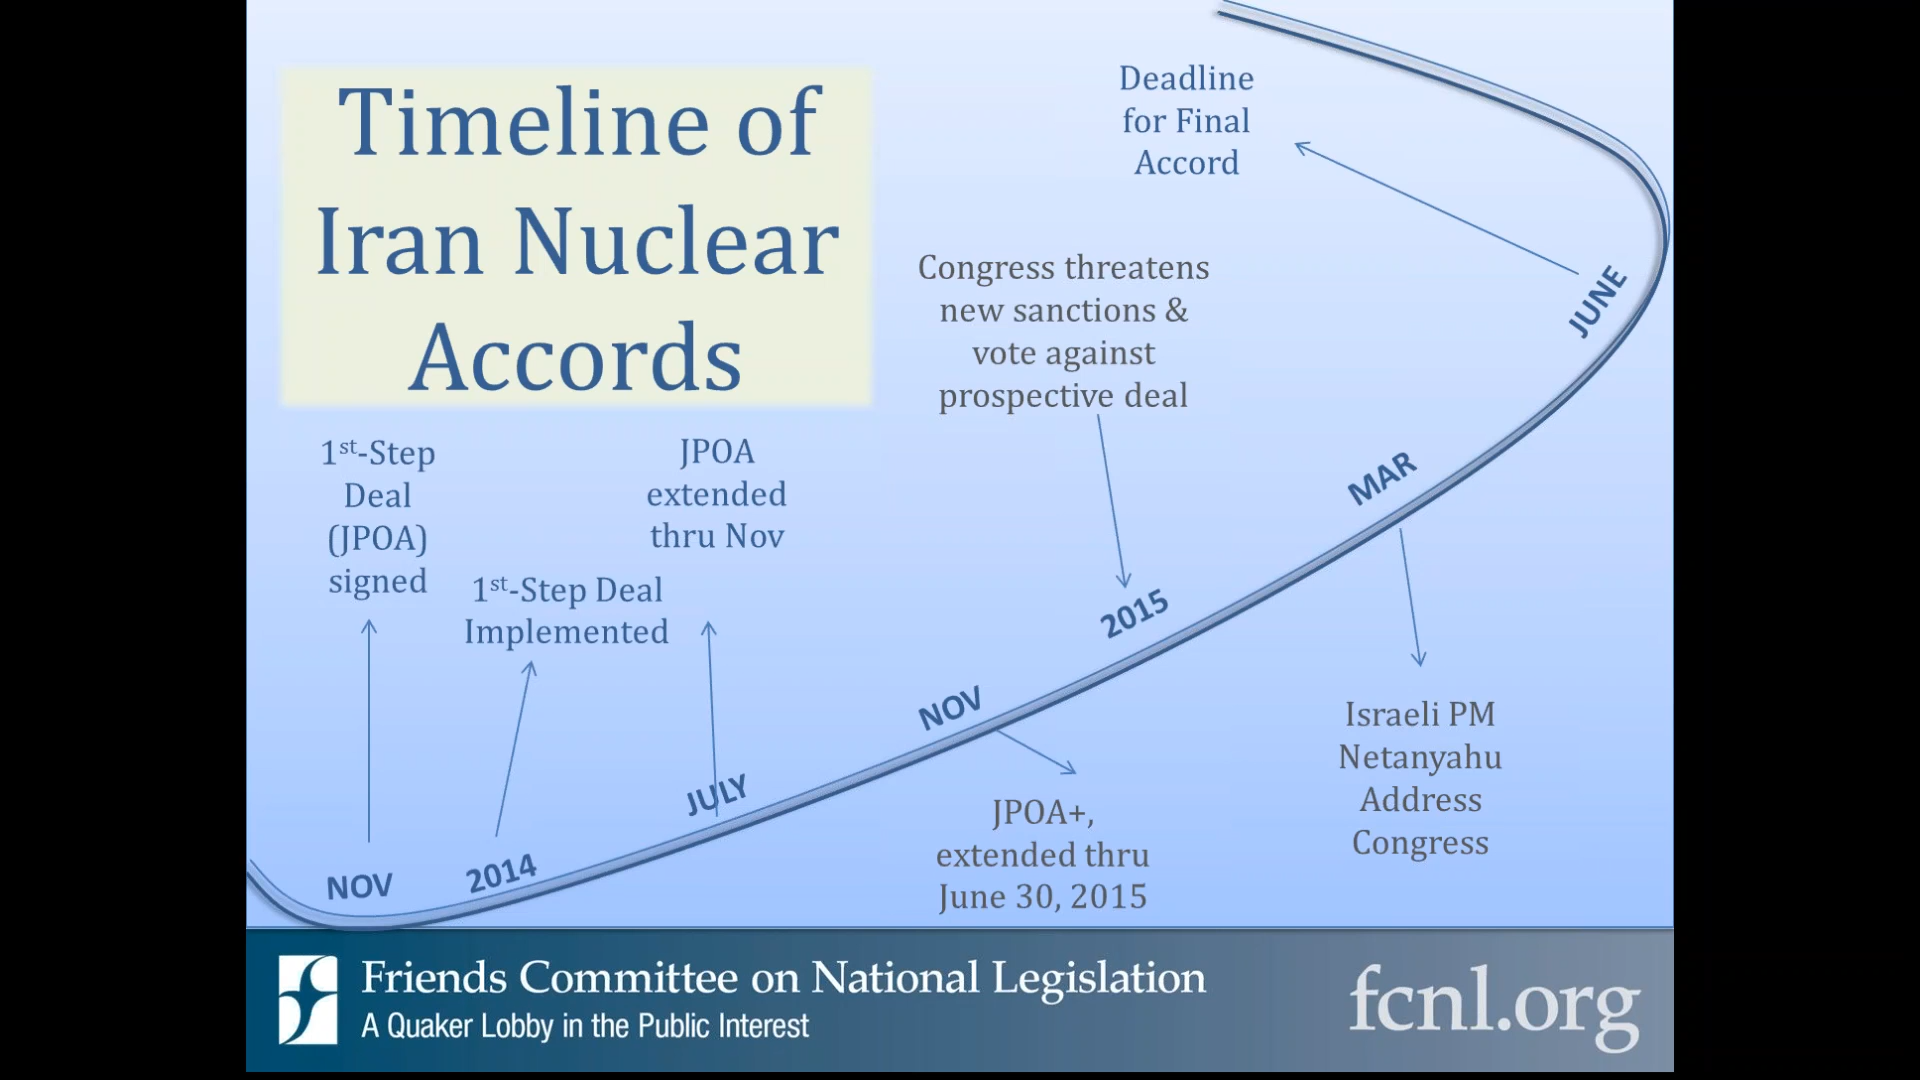 Timeline of
Iran Nuclear
Accords
Deadline
for Final
Accord
Congress threatens
new sanctions &
vote against
prospective deal
1st-Step
Deal
(JPOA)
signed
1st-Step Deal
Implemented
JPOA
extended
thru Nov
NOV
2014
JULY
NOV
2015
MAR
JUNE
JPOA+,
extended thru
June 30, 2015
Israeli PM
Netanyahu
Address
Congress
Friends Committee on National Legislation
A Quaker Lobby in the Public Interest
fcnl.org